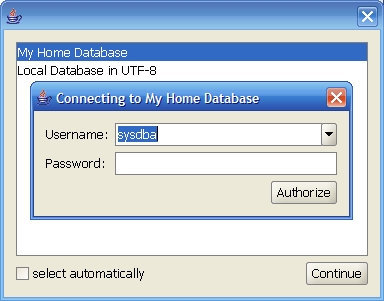 My Home Database
Local Database in UTF-8
Connecting to My Home Database
Username: sysdba
Password:
Authorize
select automatically
Continue